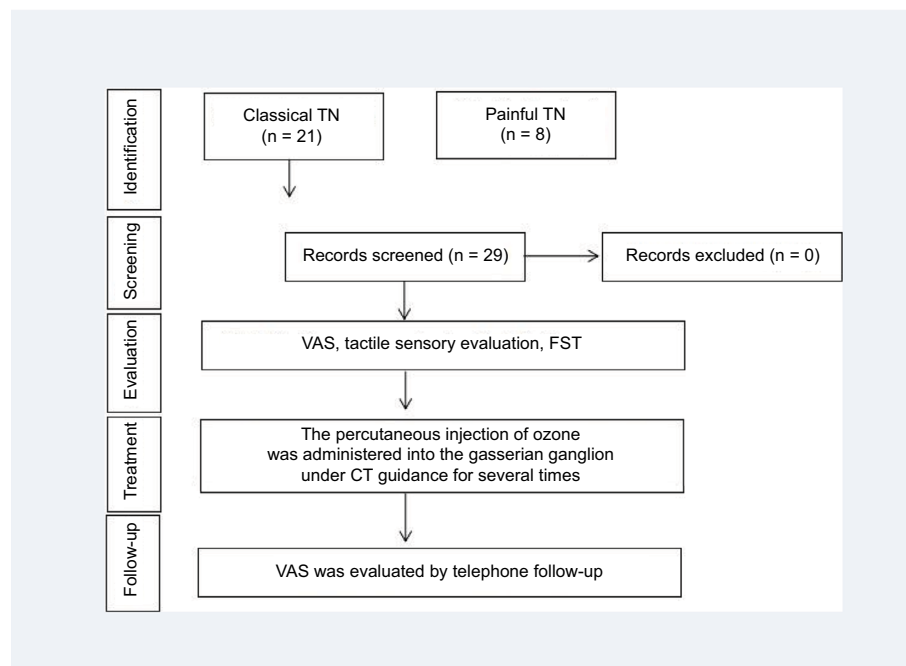 Identification
Classical TN
(n = 21)
Painful TN
(n = 8)
Screening
Records screened (n = 29)
Records excluded (n = 0)
Evaluation
VAS, tactile sensory evaluation, FST
Treatment
The percutaneous injection of ozone
was administered into the gasserian ganglion
under CT guidance for several times
Follow-up
VAS was evaluated by telephone follow-up